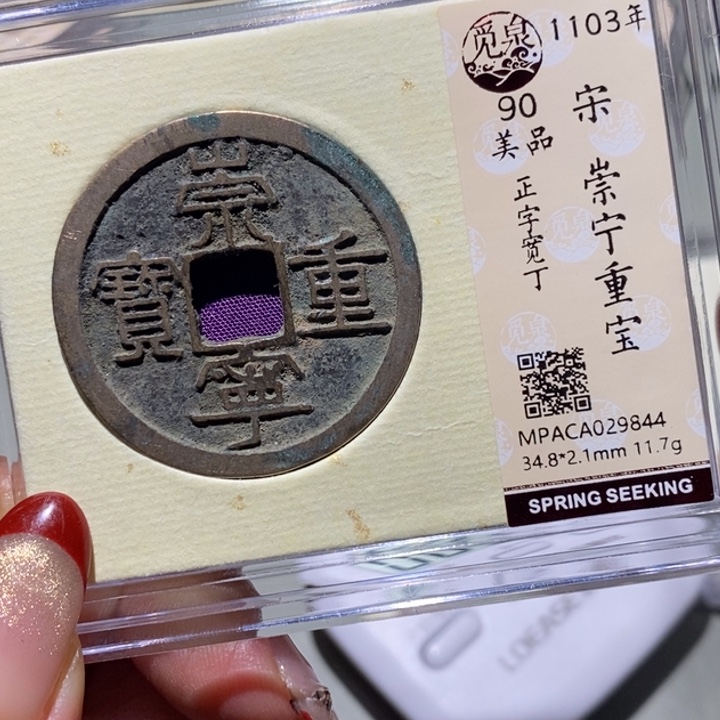 崇
重
寧
寶
觅泉
1103年
90
美品
正字宽丁
宋 崇宁重宝
MPACA029844
34.8*2.1mm 11.7g
SPRING SEEKING